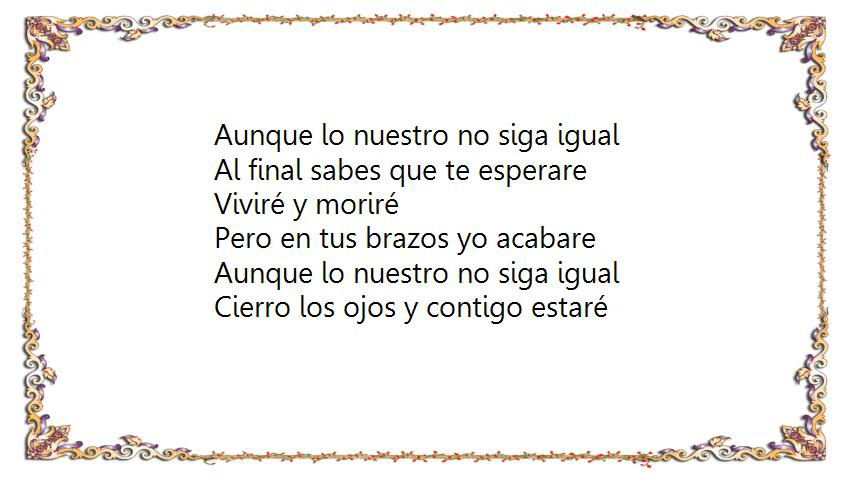 Aunque lo nuestro no siga igual
Al final sabes que te esperare
Viviré y moriré
Pero en tus brazos yo acabare
Aunque lo nuestro no siga igual
Cierro los ojos y contigo estaré